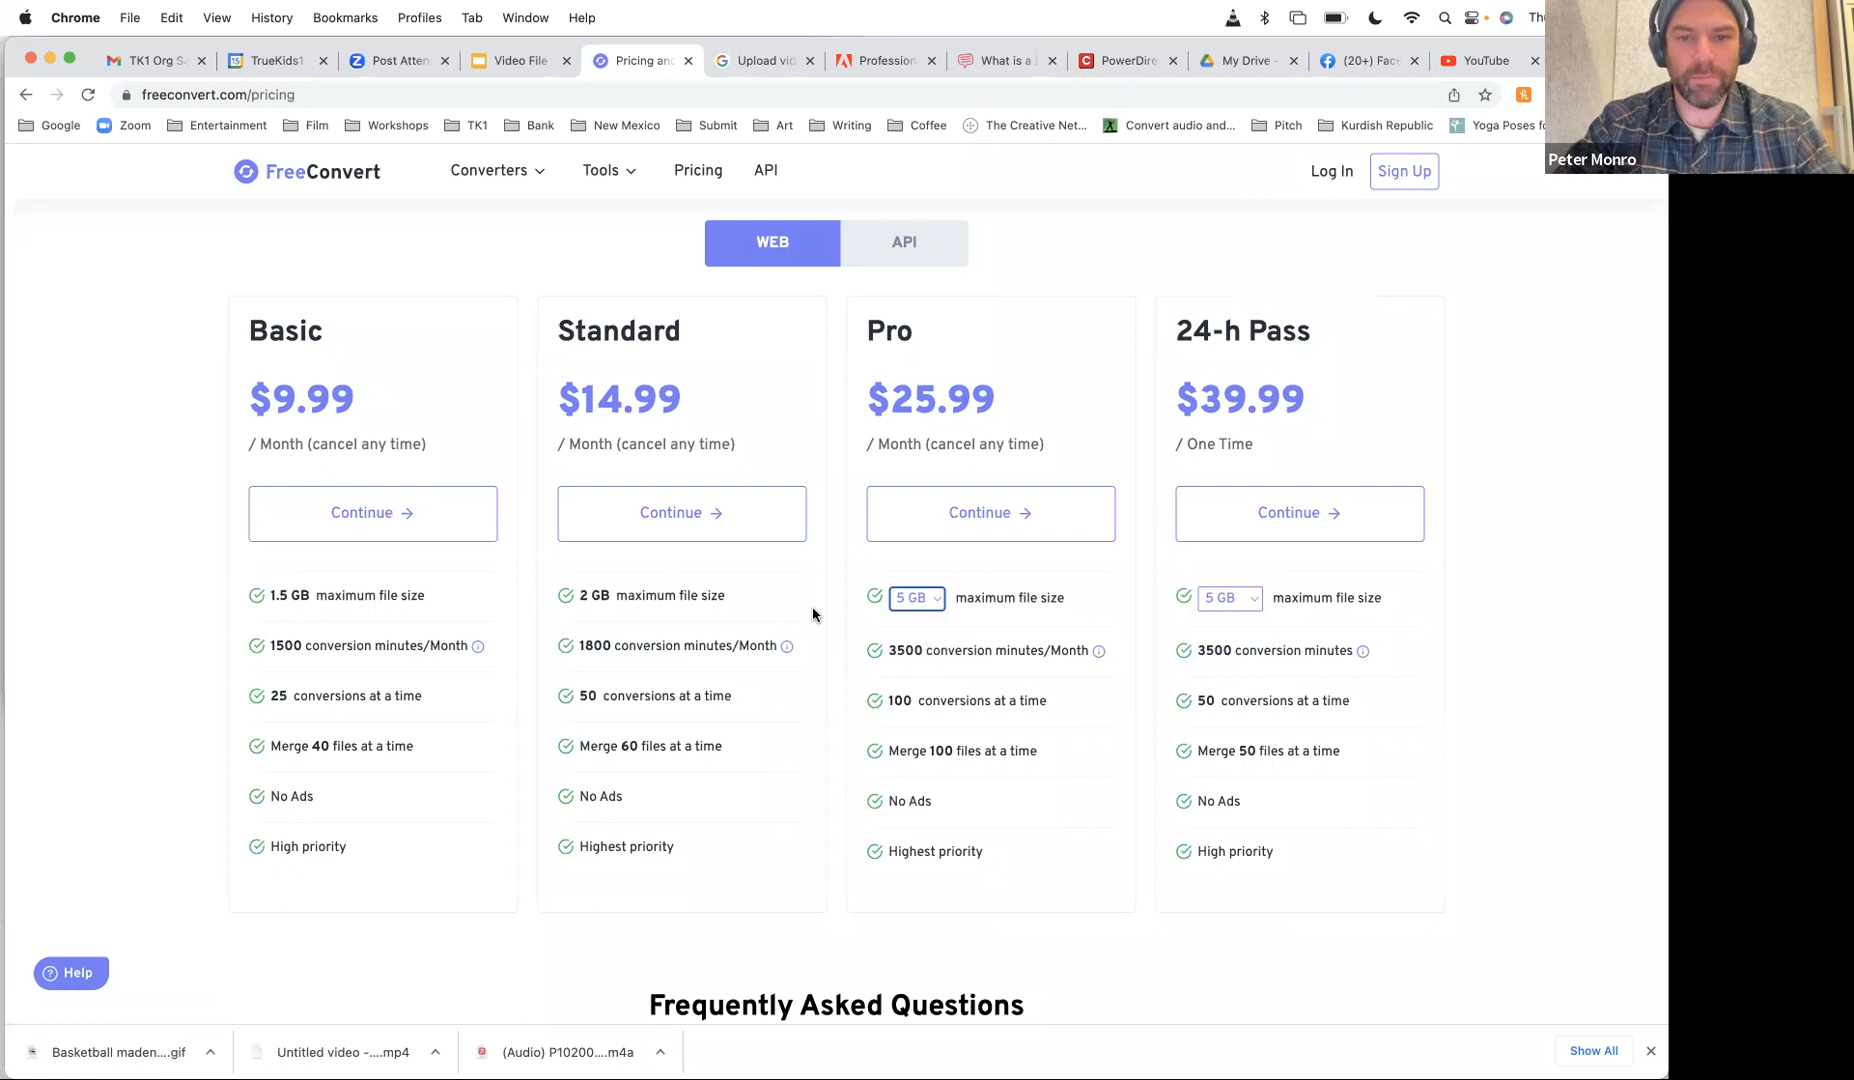 Chrome File Edit View History Bookmarks Profiles Tab Window Help
TK1 Org S
TrueKids1
Post Atten
Video File
Pricing and
Upload vid
Profession
What is a
PowerDire
My Drive -
(20+) Face
YouTube
freeconvert.com/pricing
Google Zoom Entertainment Film Workshops TK1 Bank New Mexico Submit Art Writing Coffee The Creative Net... Convert audio and... Pitch Kurdish Republic Yoga Poses fo
Peter Monro
FreeConvert Converters Tools Pricing API Log In Sign Up
WEB API
Basic
$9.99
/ Month (cancel any time)
Continue →
1.5 GB maximum file size
1500 conversion minutes/Month
25 conversions at a time
Merge 40 files at a time
No Ads
High priority
Standard
$14.99
/ Month (cancel any time)
Continue →
2 GB maximum file size
1800 conversion minutes/Month
50 conversions at a time
Merge 60 files at a time
No Ads
Highest priority
Pro
$25.99
/ Month (cancel any time)
Continue →
5 GB maximum file size
3500 conversion minutes/Month
100 conversions at a time
Merge 100 files at a time
No Ads
Highest priority
24-h Pass
$39.99
/ One Time
Continue →
5 GB maximum file size
3500 conversion minutes
50 conversions at a time
Merge 50 files at a time
No Ads
High priority
? Help
Frequently Asked Questions
Basketball maden....gif
Untitled video -....mp4
(Audio) P10200....m4a
Show All